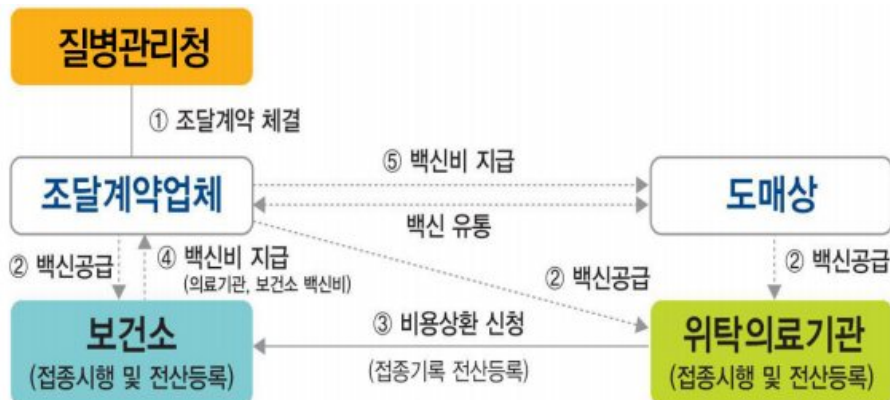 질병관리청
① 조달계약 체결
⑤ 백신비 지급
조달계약업체
도매상
백신 유통
② 백신공급
④ 백신비 지급
(의료기관, 보건소 백신비)
② 백신공급
② 백신공급
③ 비용상환 신청
보건소
(접종시행 및 전산등록)
(접종기록 전산등록)
위탁의료기관
(접종시행 및 전산등록)